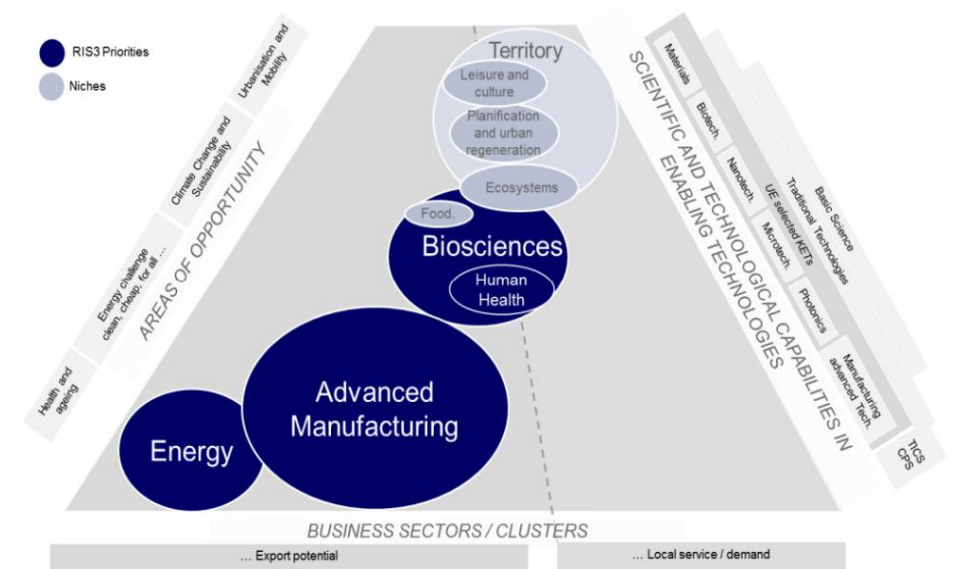 RIS3 Priorities
Niches
Urbanisation and
Mobility
Climate Change and
Sustainability
Energy challenge
clean, cheap, for all ...
Health and
ageing
AREAS OF OPPORTUNITY
Territory
Leisure and
culture
Planification
and urban
regeneration
Ecosystems
Food.
Biosciences
Human
Health
Advanced
Manufacturing
Energy
SCIENTIFIC AND TECHNOLOGICAL CAPABILITIES IN
ENABLING TECHNOLOGIES
Materials
Biotech.
Nanotech.
Microtech.
Photonics
Manufacturing
advanced Tech.
UE selected KETs
Traditional Technologies
Basic Science
TICS
CPS
BUSINESS SECTORS / CLUSTERS
... Export potential
... Local service / demand